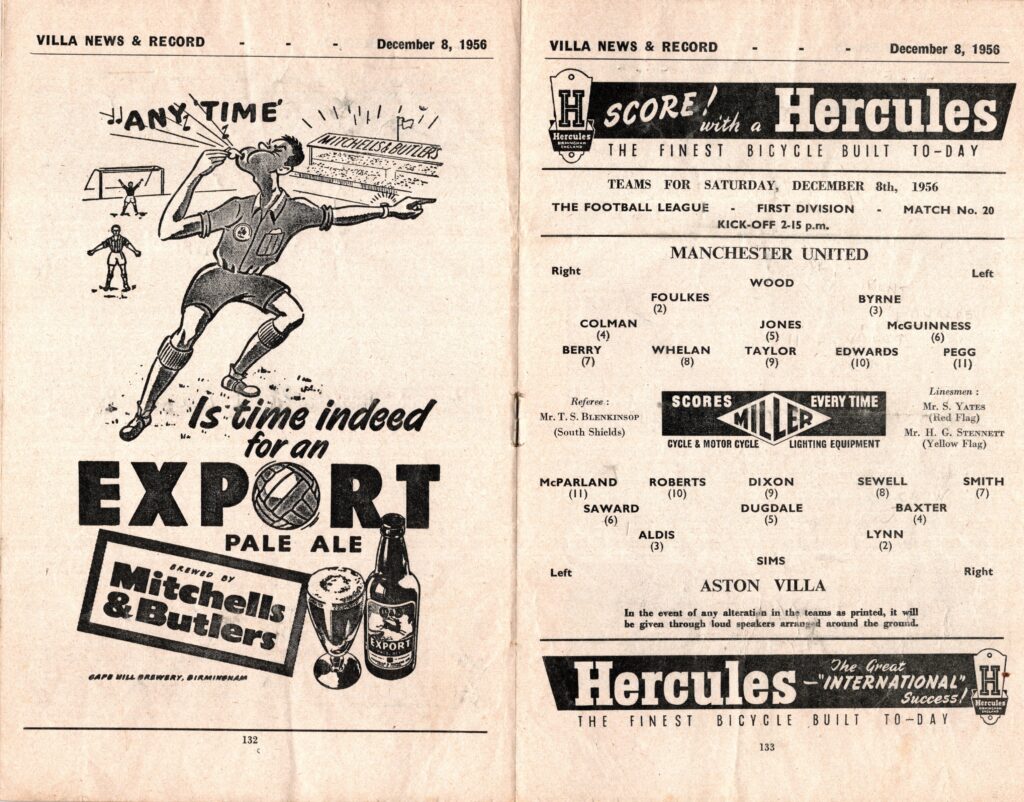 VILLA NEWS & RECORD - - - December 8, 1956
'ANY TIME'
MITCHELLS & BUTLERS
Is time indeed
for an
EXPORT
PALE ALE
BREWED BY
Mitchells
& Butlers
EXPORT
CAPE HILL BREWERY, BIRMINGHAM
132
VILLA NEWS & RECORD - - - December 8, 1956
H
Hercules
BIRMINGHAM
ENGLAND
SCORE! with a Hercules
THE FINEST BICYCLE BUILT TO-DAY
TEAMS FOR SATURDAY, DECEMBER 8th, 1956
THE FOOTBALL LEAGUE - FIRST DIVISION - MATCH No. 20
KICK-OFF 2-15 p.m.
MANCHESTER UNITED
Right Left
WOOD
FOULKES BYRNE
(2) (3)
COLMAN JONES McGUINNESS
(4) (5) (6)
BERRY WHELAN TAYLOR EDWARDS PEGG
(7) (8) (9) (10) (11)
Referee :
Mr. T. S. BLENKINSOP
(South Shields)
SCORES EVERY TIME
MILLER
CYCLE & MOTOR CYCLE LIGHTING EQUIPMENT
Linesmen :
Mr. S. YATES
(Red Flag)
Mr. H. G. STENNETT
(Yellow Flag)
McPARLAND ROBERTS DIXON SEWELL SMITH
(11) (10) (9) (8) (7)
SAWARD DUGDALE BAXTER
(6) (5) (4)
ALDIS LYNN
(3) (2)
SIMS
Left Right
ASTON VILLA
In the event of any alteration in the teams as printed, it will
be given through loud speakers arranged around the ground.
Hercules - The Great
"INTERNATIONAL"
Success!
H
Hercules
BIRMINGHAM
ENGLAND
THE FINEST BICYCLE BUILT TO-DAY
133